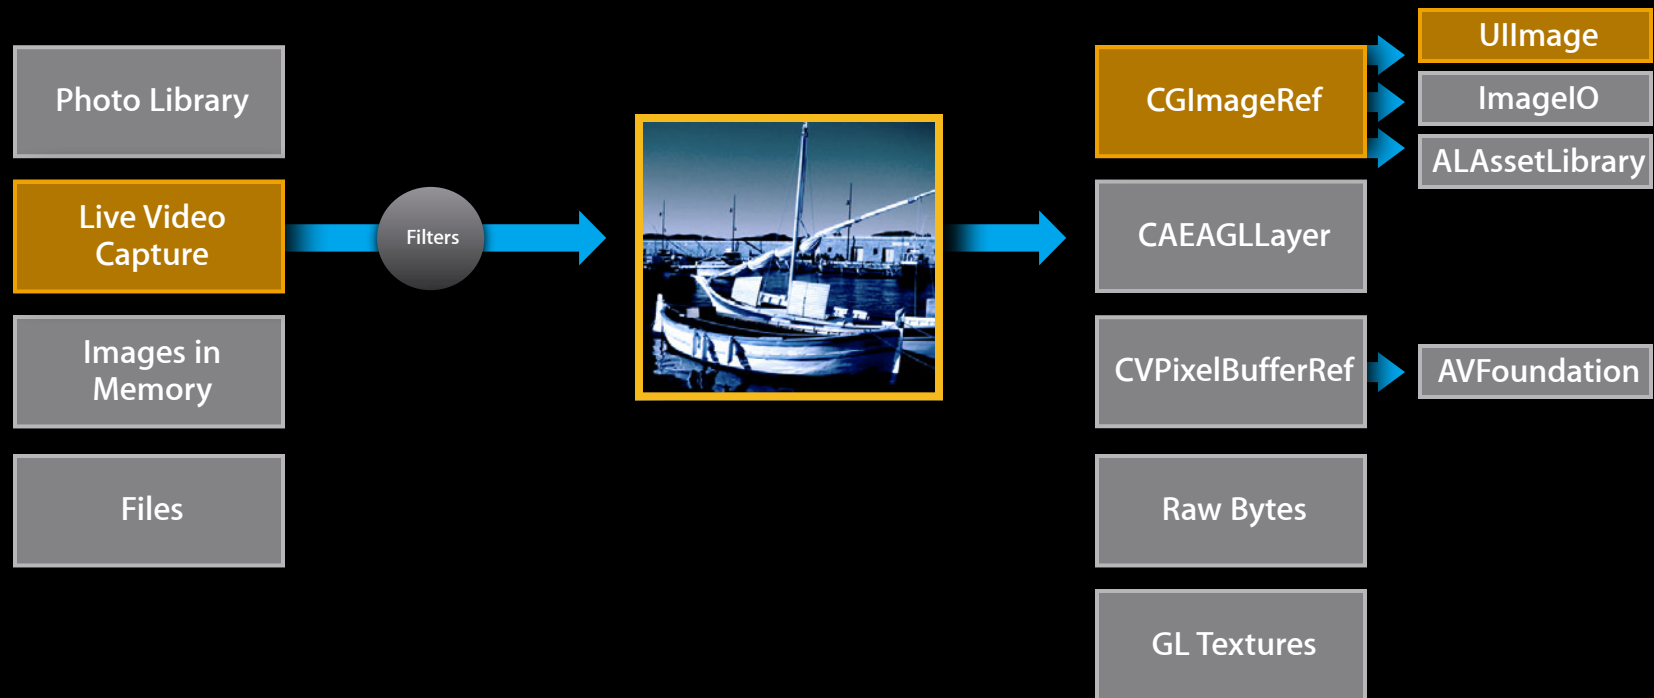 Photo Library
Live Video
Capture
Images in
Memory
Files
Filters
CGImageRef
CAEAGLLayer
CVPixelBufferRef
Raw Bytes
GL Textures
UIImage
ImageIO
ALAssetLibrary
AVFoundation